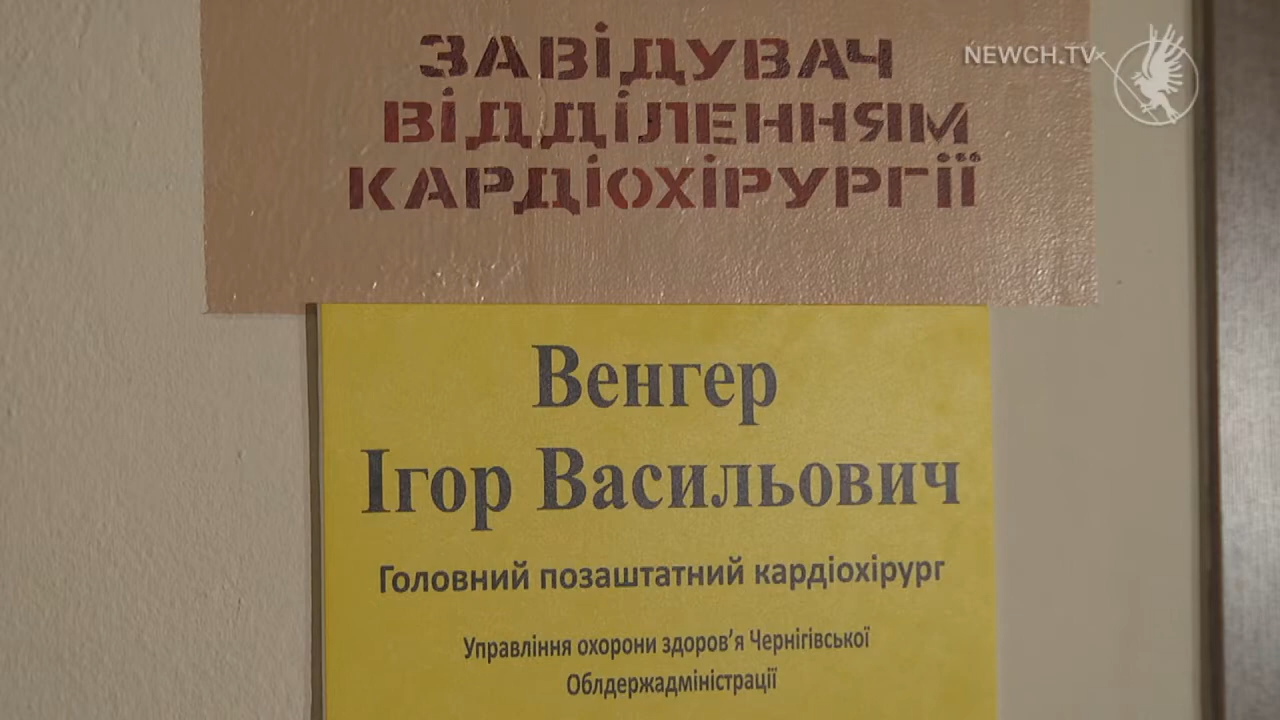 ЗАВІДУВАЧ
ВІДДІЛЕННЯМ
КАРДІОХІРУРГІЇ
NEWCH.TV
Венгер
Ігор Васильович
Головний позаштатний кардіохірург
Управління охорони здоров’я Чернігівської
Облдержадміністрації